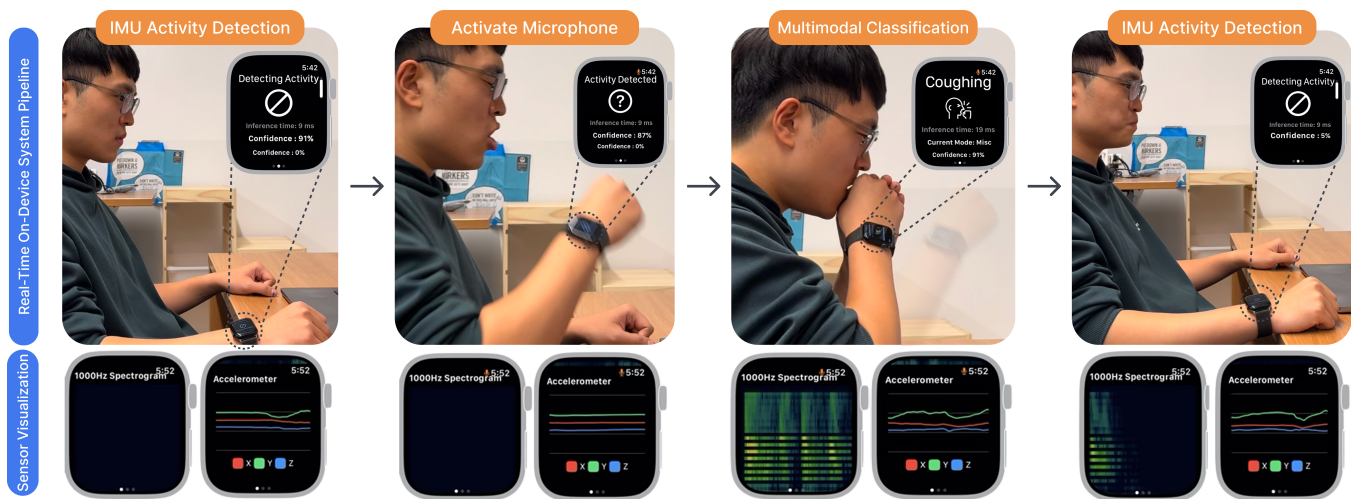 IMU Activity Detection
Activate Microphone
Multimodal Classification
IMU Activity Detection
Real-Time On-Device System Pipeline
5:42
Detecting Activity
Inference time: 9 ms
Confidence : 91%
Confidence : 0%
5:42
Activity Detected
?
Inference time: 9 ms
Confidence : 87%
Confidence : 0%
5:42
Coughing
Inference time: 19 ms
Current Mode: Misc
Confidence : 91%
5:42
Detecting Activity
Inference time: 9 ms
Confidence : 5%
KIRKERS
KIRKERS
KIRKERS
Sensor Visualization
5:52
1000Hz Spectrogram
5:52
Accelerometer
X Y Z
5:52
1000Hz Spectrogram
5:52
Accelerometer
X Y Z
5:52
1000Hz Spectrogram
5:52
Accelerometer
X Y Z
5:52
1000Hz Spectrogram
5:52
Accelerometer
X Y Z